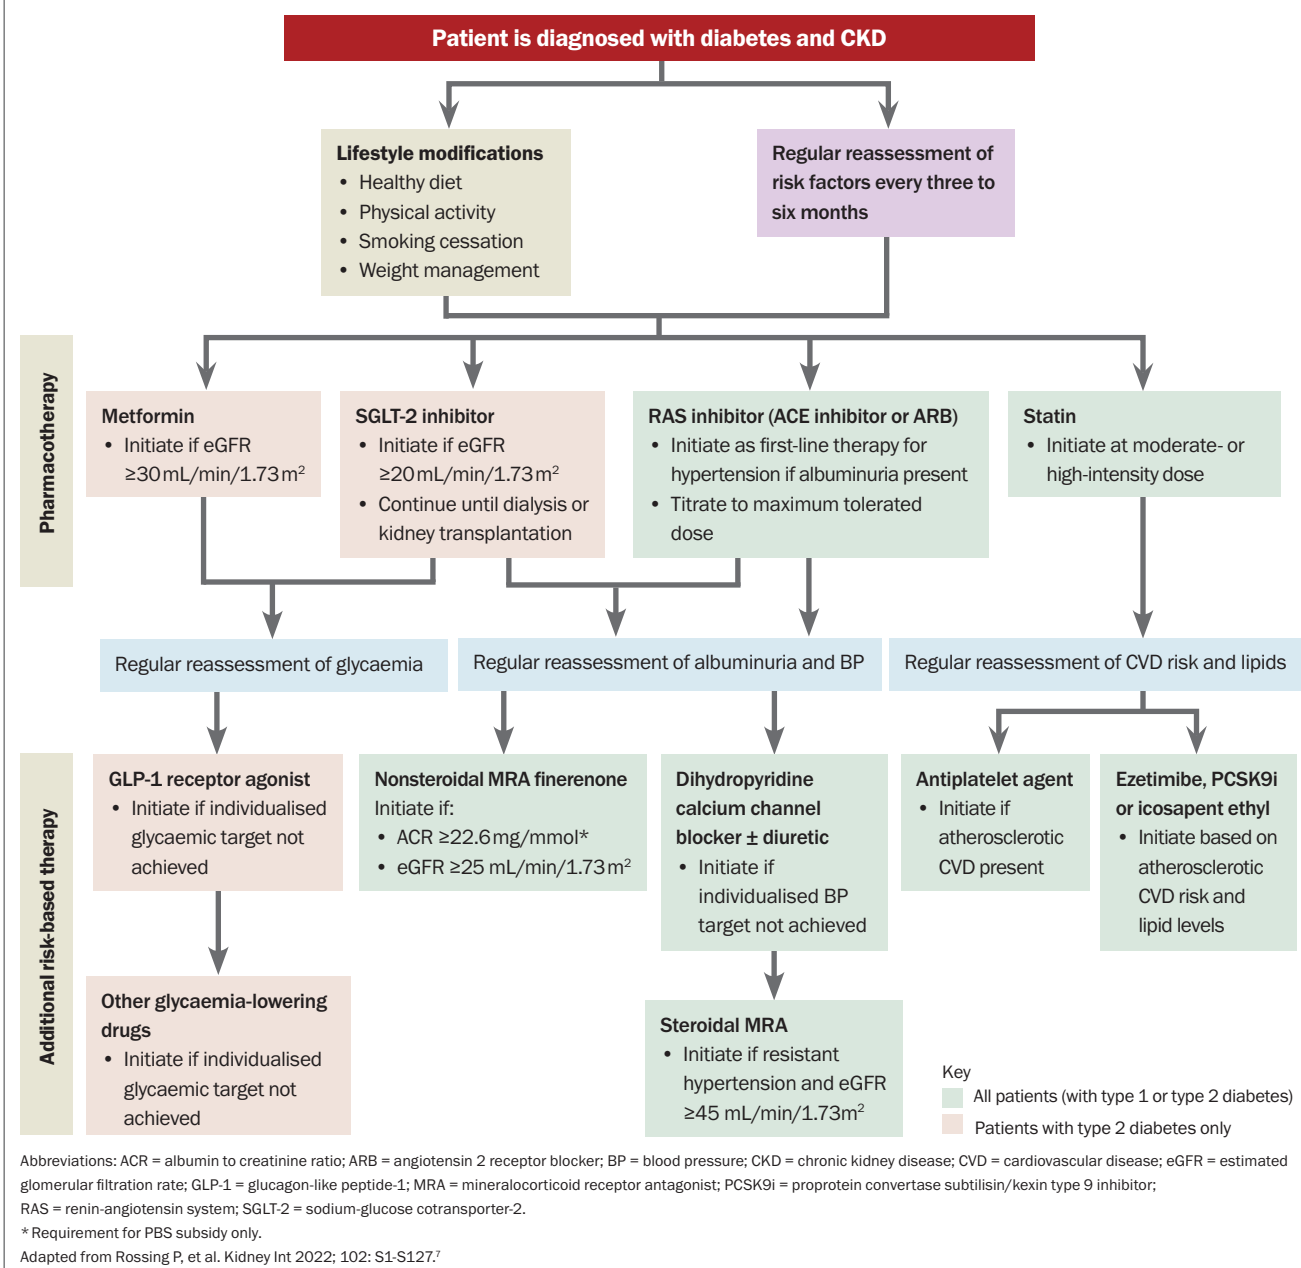 Patient is diagnosed with diabetes and CKD
Lifestyle modifications
• Healthy diet
• Physical activity
• Smoking cessation
• Weight management
Regular reassessment of
risk factors every three to
six months
Pharmacotherapy
Metformin
• Initiate if eGFR
≥30 mL/min/1.73 m²
SGLT-2 inhibitor
• Initiate if eGFR
≥20 mL/min/1.73 m²
• Continue until dialysis or
kidney transplantation
RAS inhibitor (ACE inhibitor or ARB)
• Initiate as first-line therapy for
hypertension if albuminuria present
• Titrate to maximum tolerated
dose
Statin
• Initiate at moderate- or
high-intensity dose
Regular reassessment of glycaemia
Regular reassessment of albuminuria and BP
Regular reassessment of CVD risk and lipids
Additional risk-based therapy
GLP-1 receptor agonist
• Initiate if individualised
glycaemic target not
achieved
Nonsteroidal MRA finerenone
Initiate if:
• ACR ≥22.6 mg/mmol*
• eGFR ≥25 mL/min/1.73 m²
Dihydropyridine
calcium channel
blocker ± diuretic
• Initiate if
individualised BP
target not achieved
Antiplatelet agent
• Initiate if
atherosclerotic
CVD present
Ezetimibe, PCSK9i
or icosapent ethyl
• Initiate based on
atherosclerotic
CVD risk and
lipid levels
Other glycaemia-lowering
drugs
• Initiate if individualised
glycaemic target not
achieved
Steroidal MRA
• Initiate if resistant
hypertension and eGFR
≥45 mL/min/1.73m²
Key
All patients (with type 1 or type 2 diabetes)
Patients with type 2 diabetes only
Abbreviations: ACR = albumin to creatinine ratio; ARB = angiotensin 2 receptor blocker; BP = blood pressure; CKD = chronic kidney disease; CVD = cardiovascular disease; eGFR = estimated
glomerular filtration rate; GLP-1 = glucagon-like peptide-1; MRA = mineralocorticoid receptor antagonist; PCSK9i = proprotein convertase subtilisin/kexin type 9 inhibitor;
RAS = renin-angiotensin system; SGLT-2 = sodium-glucose cotransporter-2.
* Requirement for PBS subsidy only.
Adapted from Rossing P, et al. Kidney Int 2022; 102: S1-S127.⁷